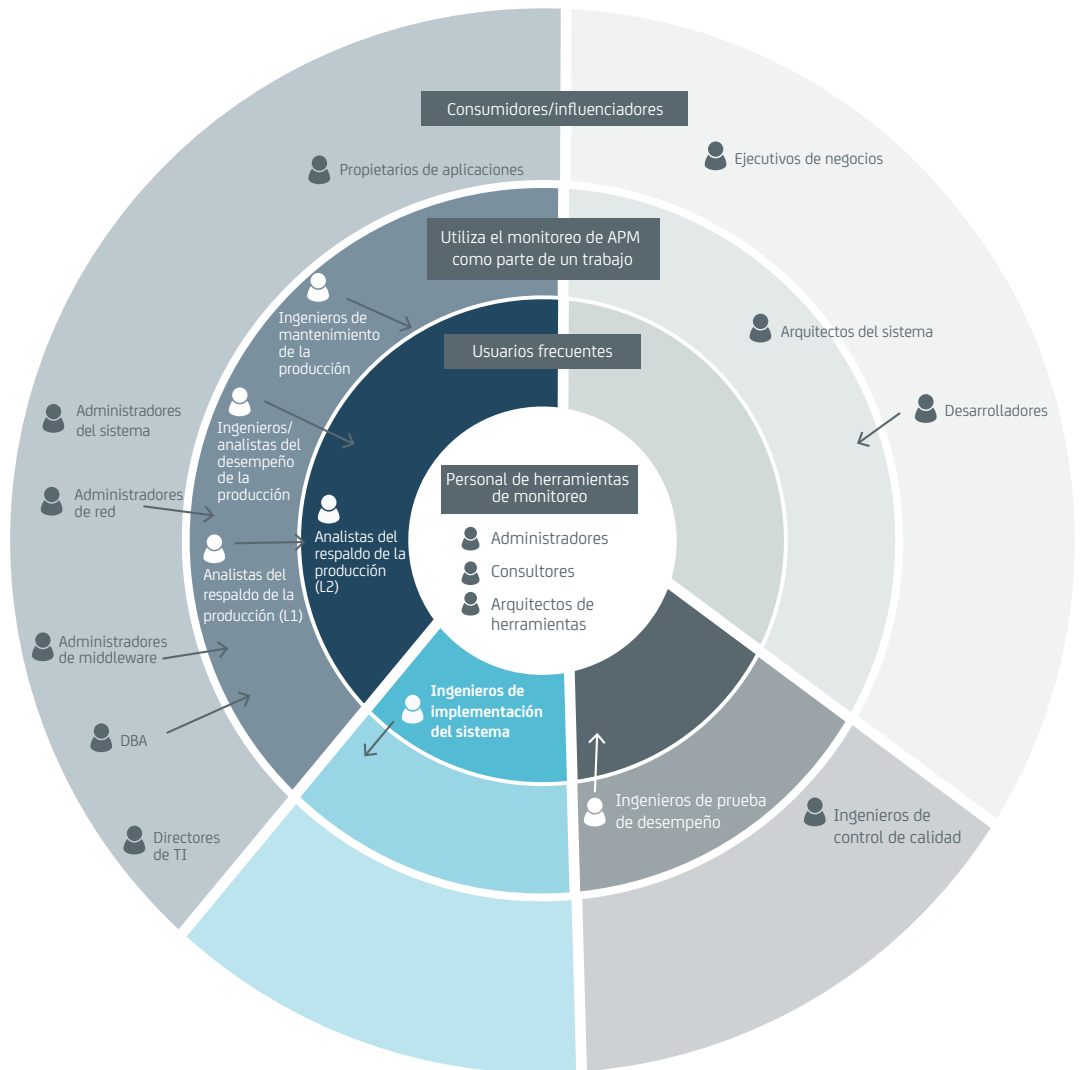 Consumidores/influenciadores
Ejecutivos de negocios
Propietarios de aplicaciones
Utiliza el monitoreo de APM
como parte de un trabajo
Ingenieros de
mantenimiento
de la
producción
Arquitectos del sistema
Usuarios frecuentes
Administradores
del sistema
Ingenieros/
analistas del
desempeño
de la
producción
Desarrolladores
Personal de herramientas
de monitoreo
Administradores
Consultores
Arquitectos de
herramientas
Administradores
de red
Analistas del
respaldo de la
producción
(L2)
Analistas del
respaldo de la
producción (L1)
Administradores
de middleware
Ingenieros de
implementación
del sistema
DBA
Ingenieros de prueba
de desempeño
Ingenieros de
control de calidad
Directores
de TI